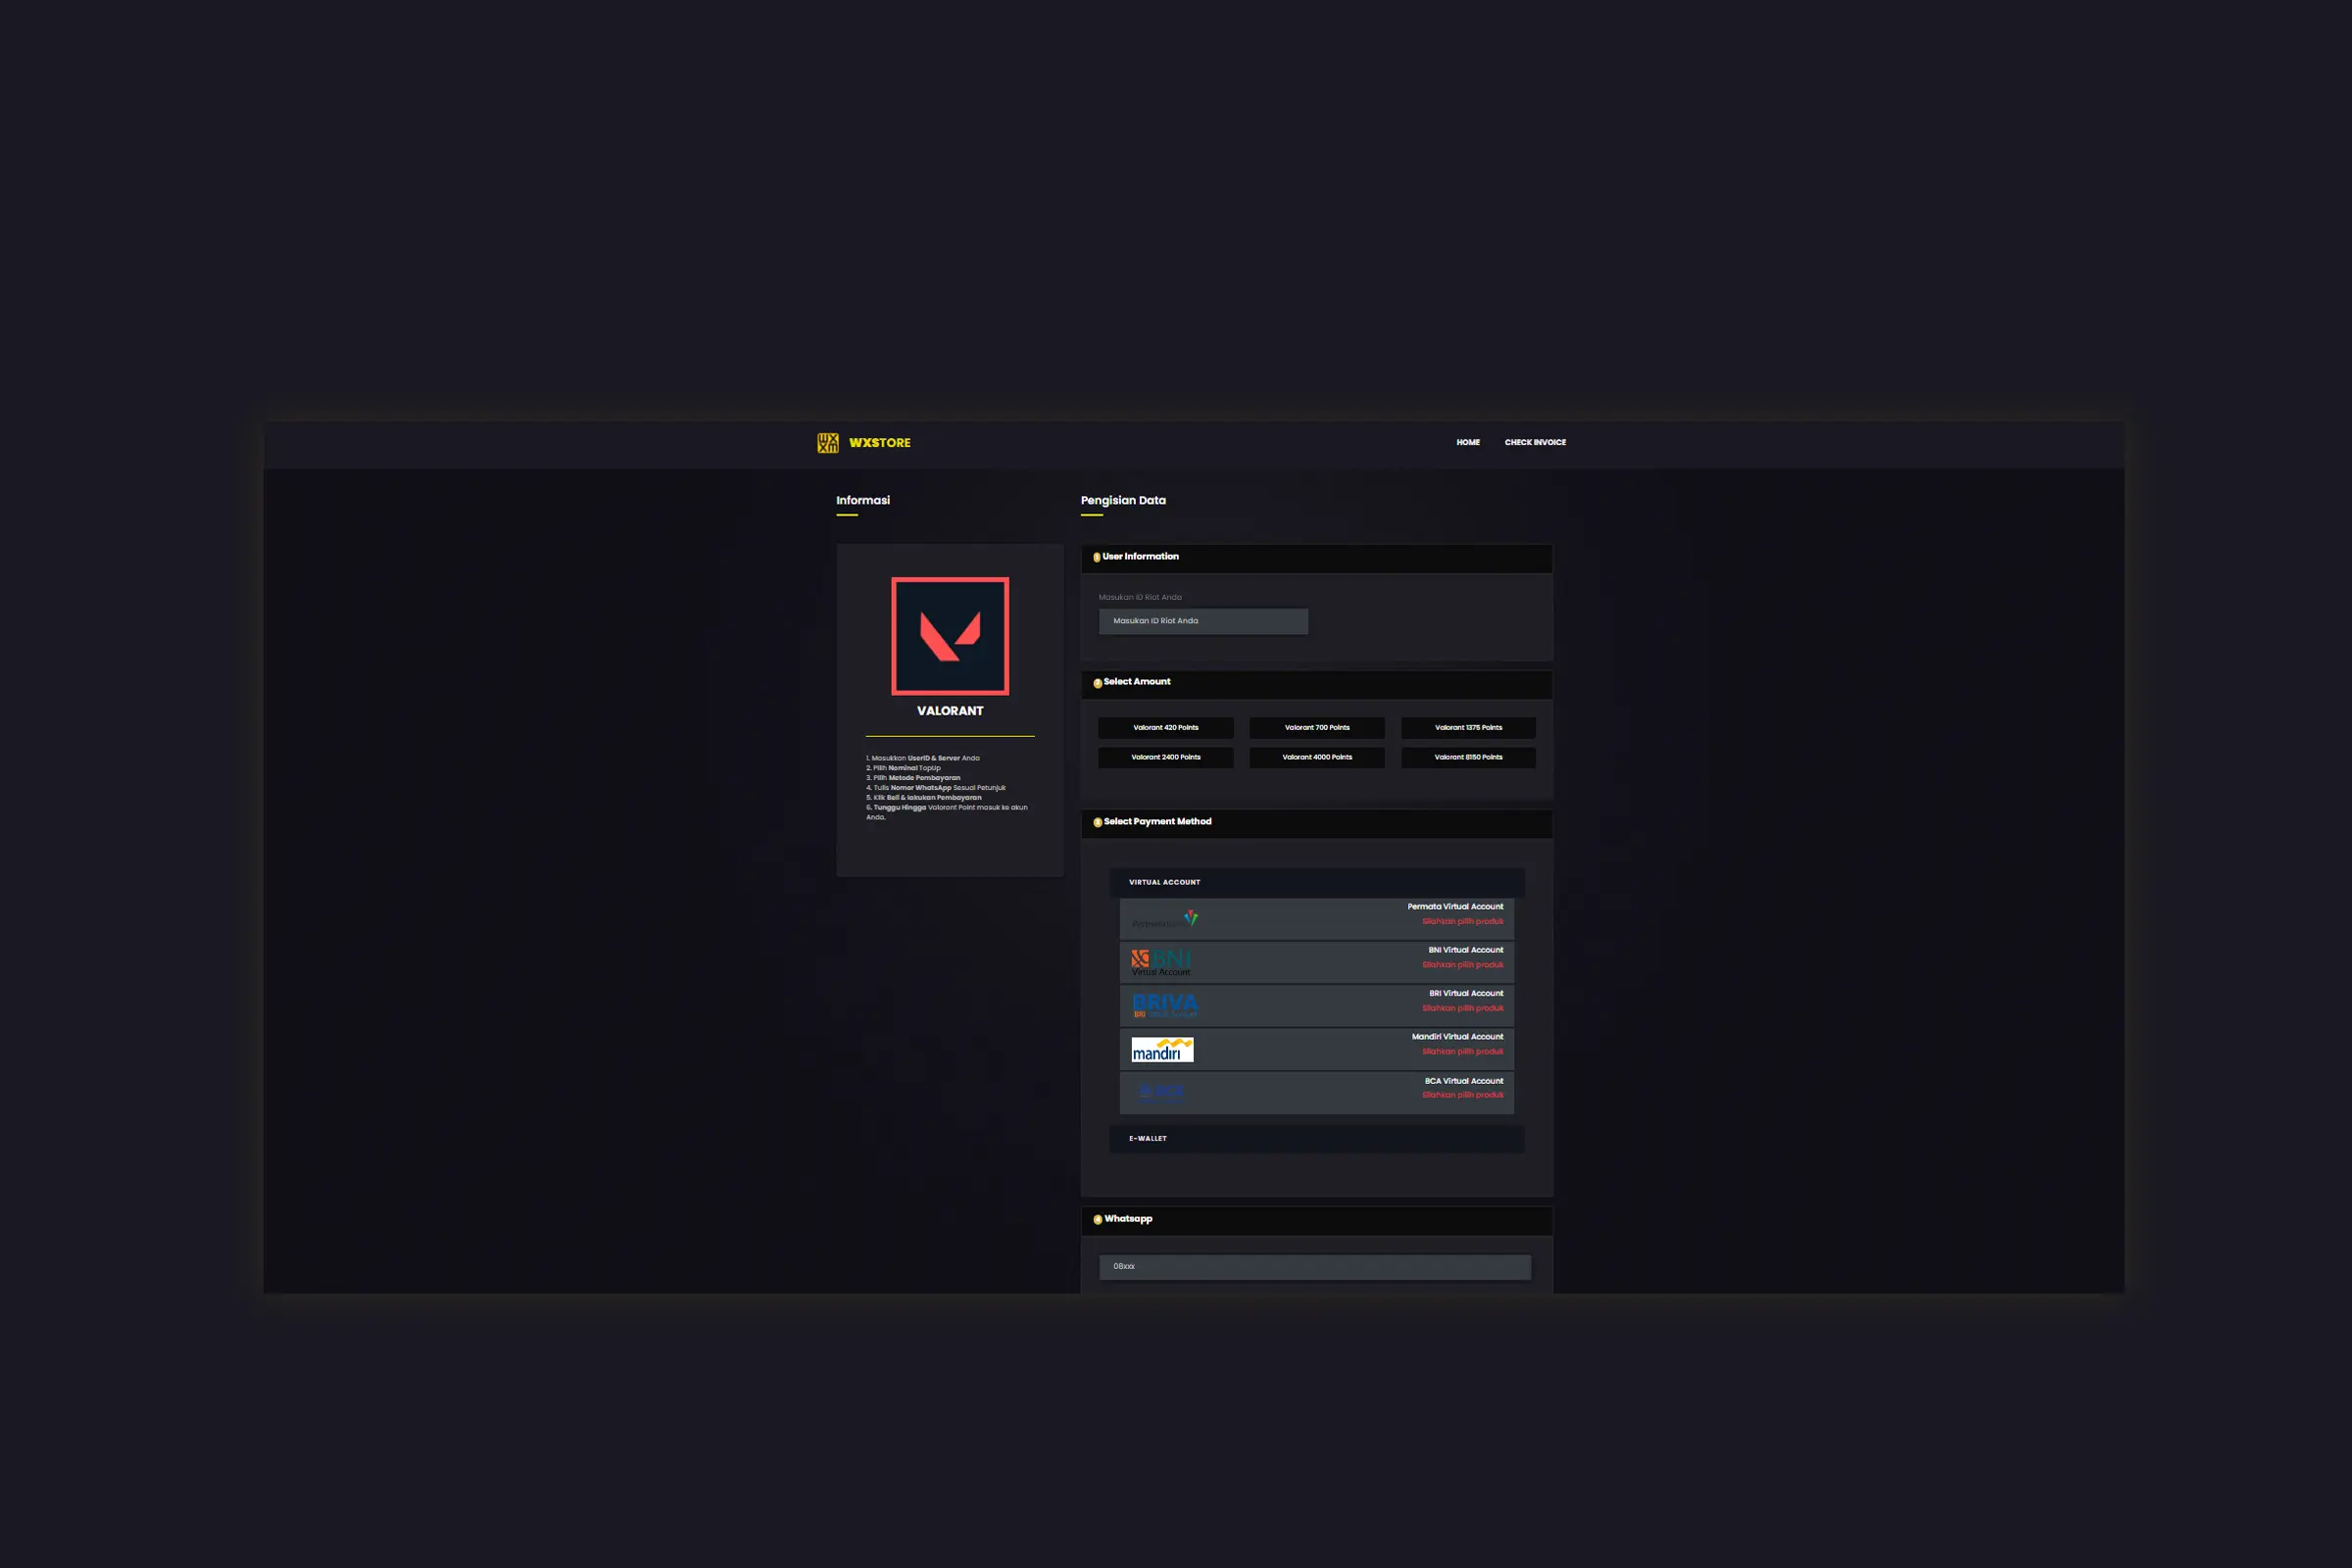 WXSTORE
HOME
CHECK INVOICE
Informasi
VALORANT
1. Masukkan UserID & Server Anda
2. Pilih Nominal TopUp
3. Pilih Metode Pembayaran
4. Tulis Nomor WhatsApp Sesuai Petunjuk
5. Klik Beli & lakukan Pembayaran
6. Tunggu Hingga Valorant Point masuk ke akun
Anda.
Pengisian Data
1 User Information
Masukan ID Riot Anda
Masukan ID Riot Anda
2 Select Amount
Valorant 420 Points
Valorant 700 Points
Valorant 1375 Points
Valorant 2400 Points
Valorant 4000 Points
Valorant 8150 Points
3 Select Payment Method
VIRTUAL ACCOUNT
Permata Virtual Account
Silahkan pilih produk
BNI
Virtual Account
BNI Virtual Account
Silahkan pilih produk
BRIVA
BRI
BRI Virtual Account
Silahkan pilih produk
mandiri
Mandiri Virtual Account
Silahkan pilih produk
BCA Virtual Account
Silahkan pilih produk
E-WALLET
4 Whatsapp
08xxx